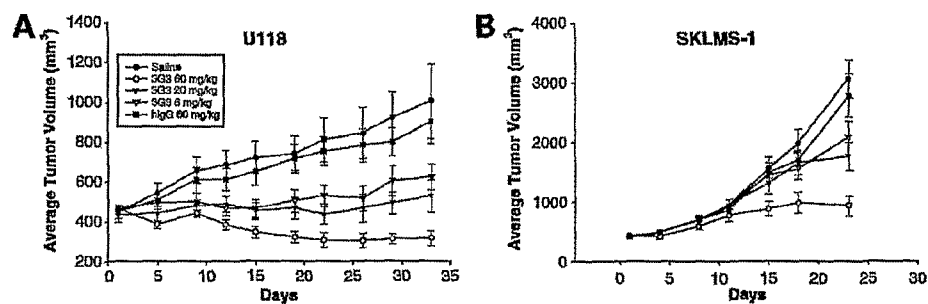 A
U118
Average Tumor Volume (mm³)
1400
1200
1000
800
600
400
200
Saline
5G3 60 mg/kg
5G3 20 mg/kg
5G3 6 mg/kg
hIgG 60 mg/kg
0 5 10 15 20 25 30 35
Days
B
SKLMS-1
Average Tumor Volume (mm³)
4000
3000
2000
1000
0
0 5 10 15 20 25 30
Days